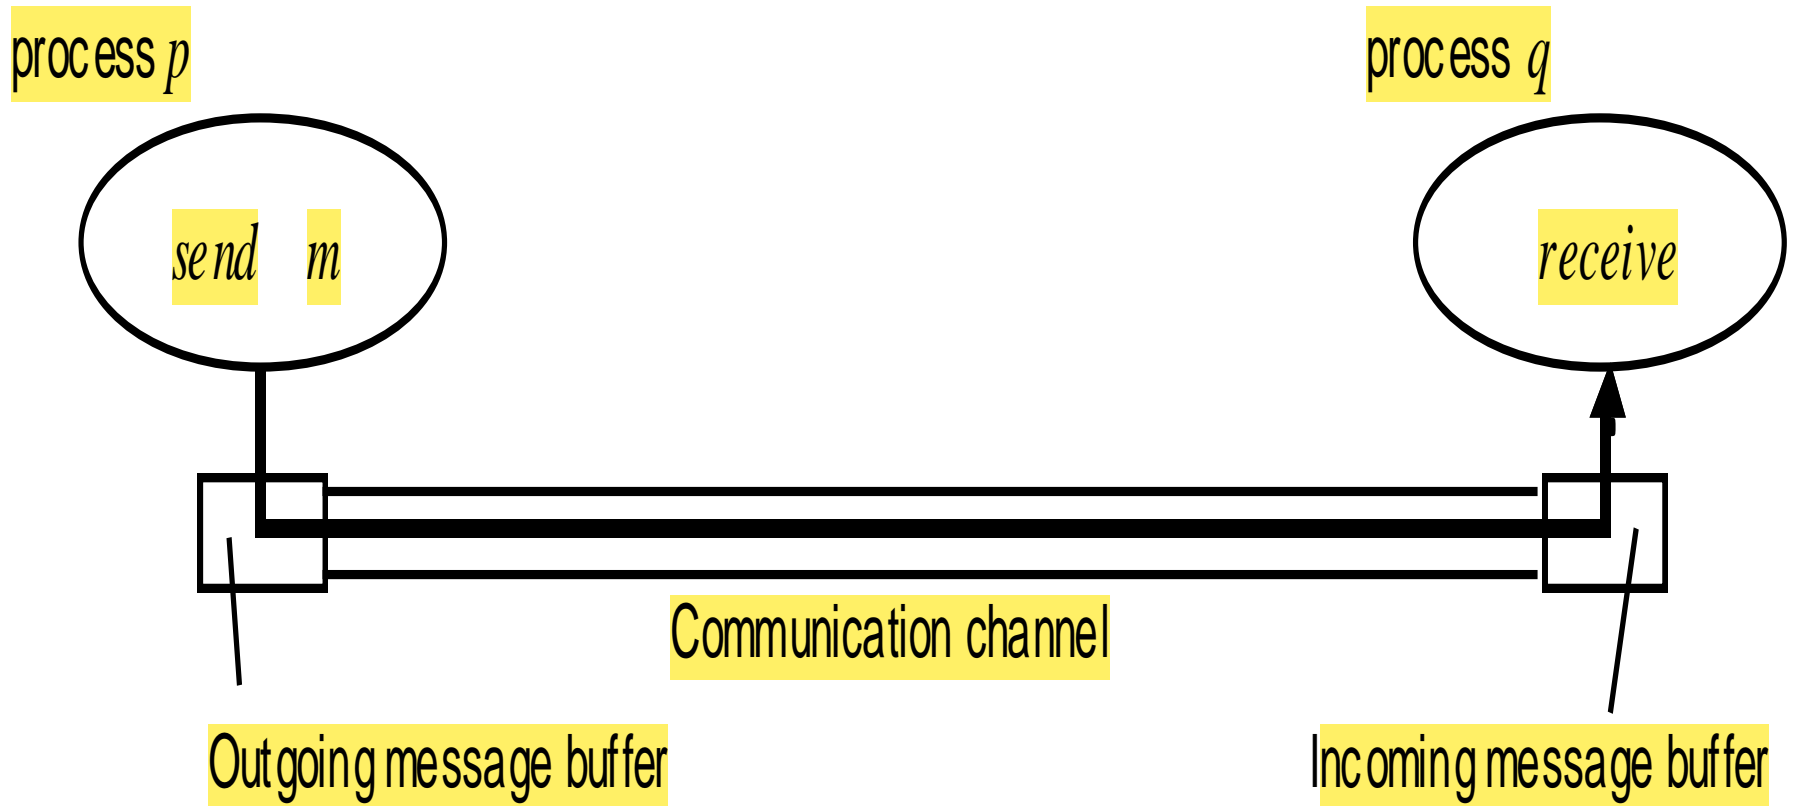 process p
process q
send m
receive
Communication channel
Outgoing message buffer
Incoming message buffer